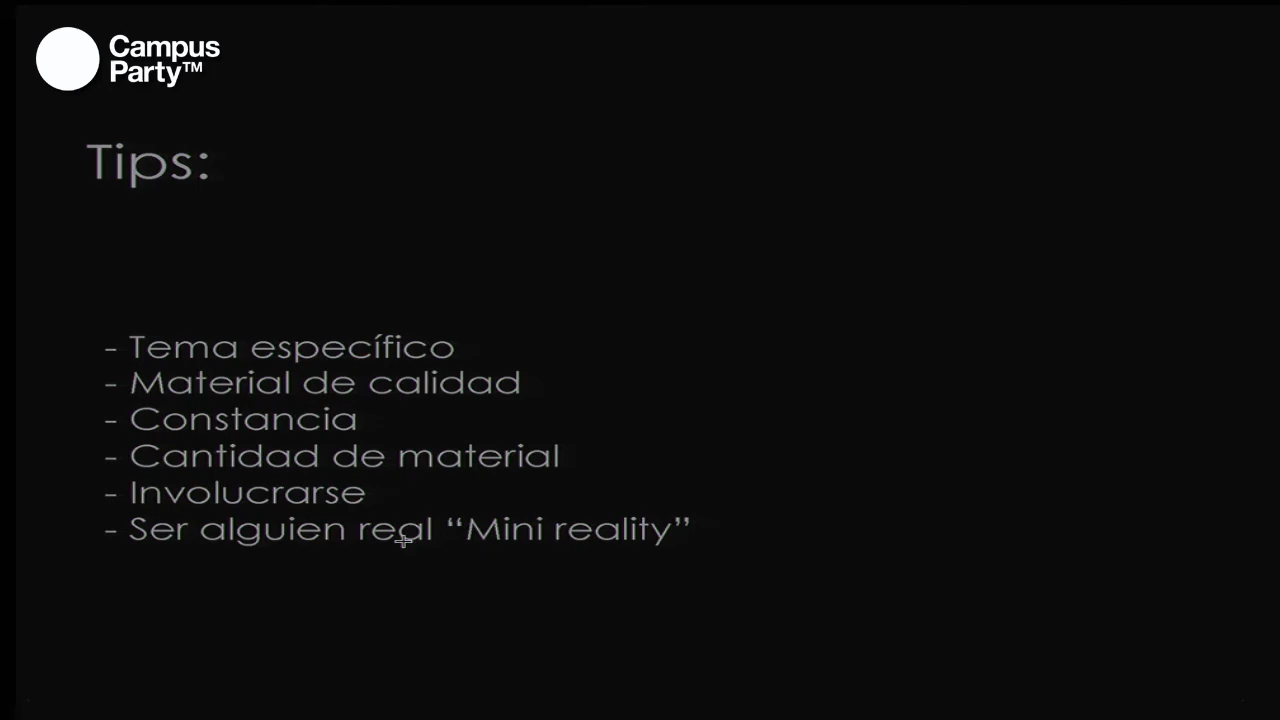 Campus
Party™
Tips:
- Tema específico
- Material de calidad
- Constancia
- Cantidad de material
- Involucrarse
- Ser alguien real “Mini reality”